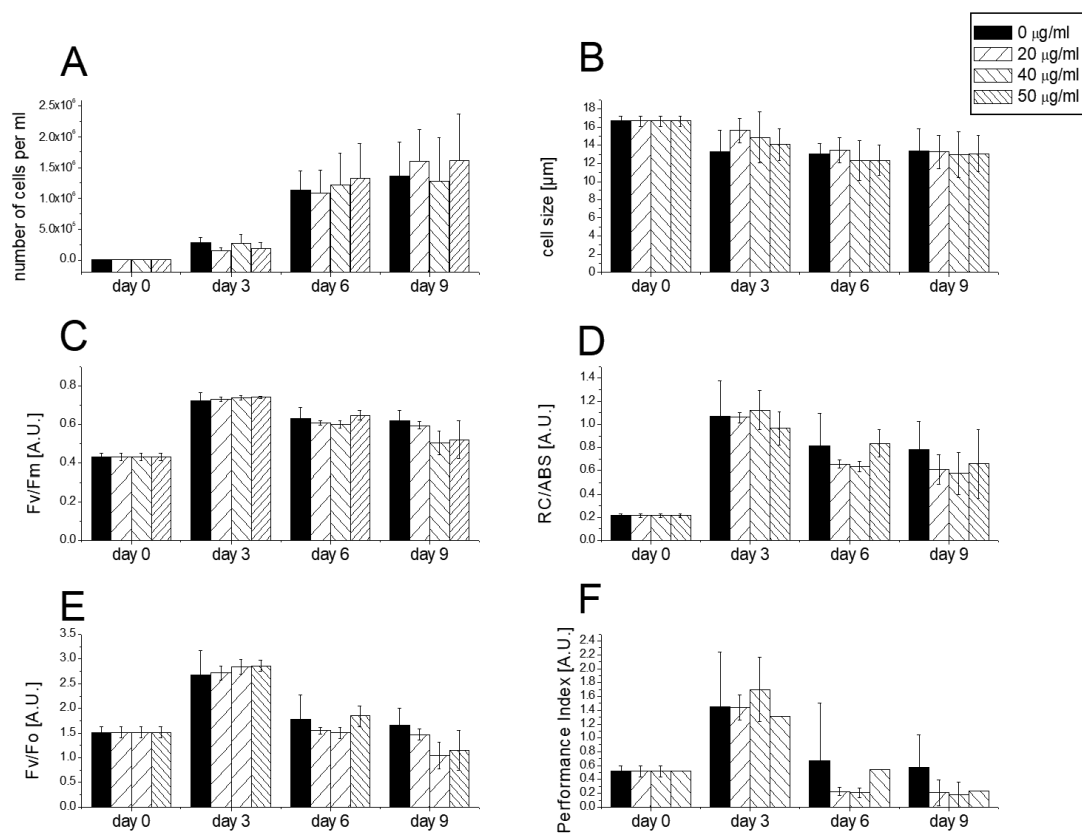 0 μg/ml
20 μg/ml
40 μg/ml
50 μg/ml
A
number of cells per ml
2.5x10⁶
2.0x10⁶
1.5x10⁶
1.0x10⁶
5.0x10⁵
0.0
day 0 day 3 day 6 day 9
B
cell size [μm]
18
16
14
12
10
8
6
4
2
0
day 0 day 3 day 6 day 9
C
Fv/Fm [A.U.]
0.8
0.6
0.4
0.2
0.0
day 0 day 3 day 6 day 9
D
RC/ABS [A.U.]
1.4
1.2
1.0
0.8
0.6
0.4
0.2
0.0
day 0 day 3 day 6 day 9
E
Fv/Fo [A.U.]
3.5
3.0
2.5
2.0
1.5
1.0
0.5
0.0
day 0 day 3 day 6 day 9
F
Performance Index [A.U.]
2.4
2.2
2.0
1.8
1.6
1.4
1.2
1.0
0.8
0.6
0.4
0.2
0.0
day 0 day 3 day 6 day 9